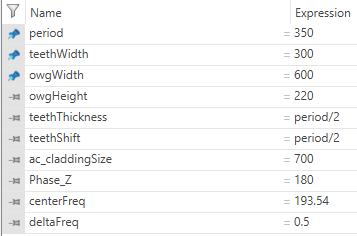 Name Expression
period = 350
teethWidth = 300
owgWidth = 600
owgHeight = 220
teethThickness = period/2
teethShift = period/2
ac_claddingSize = 700
Phase_Z = 180
centerFreq = 193.54
deltaFreq = 0.5